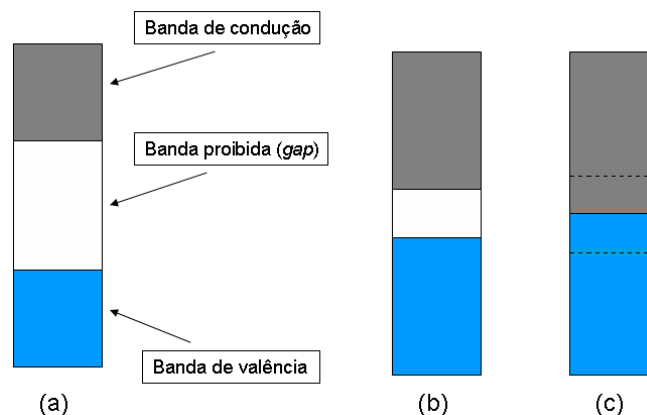 Banda de condução
Banda proibida (gap)
Banda de valência
(a)
(b)
(c)